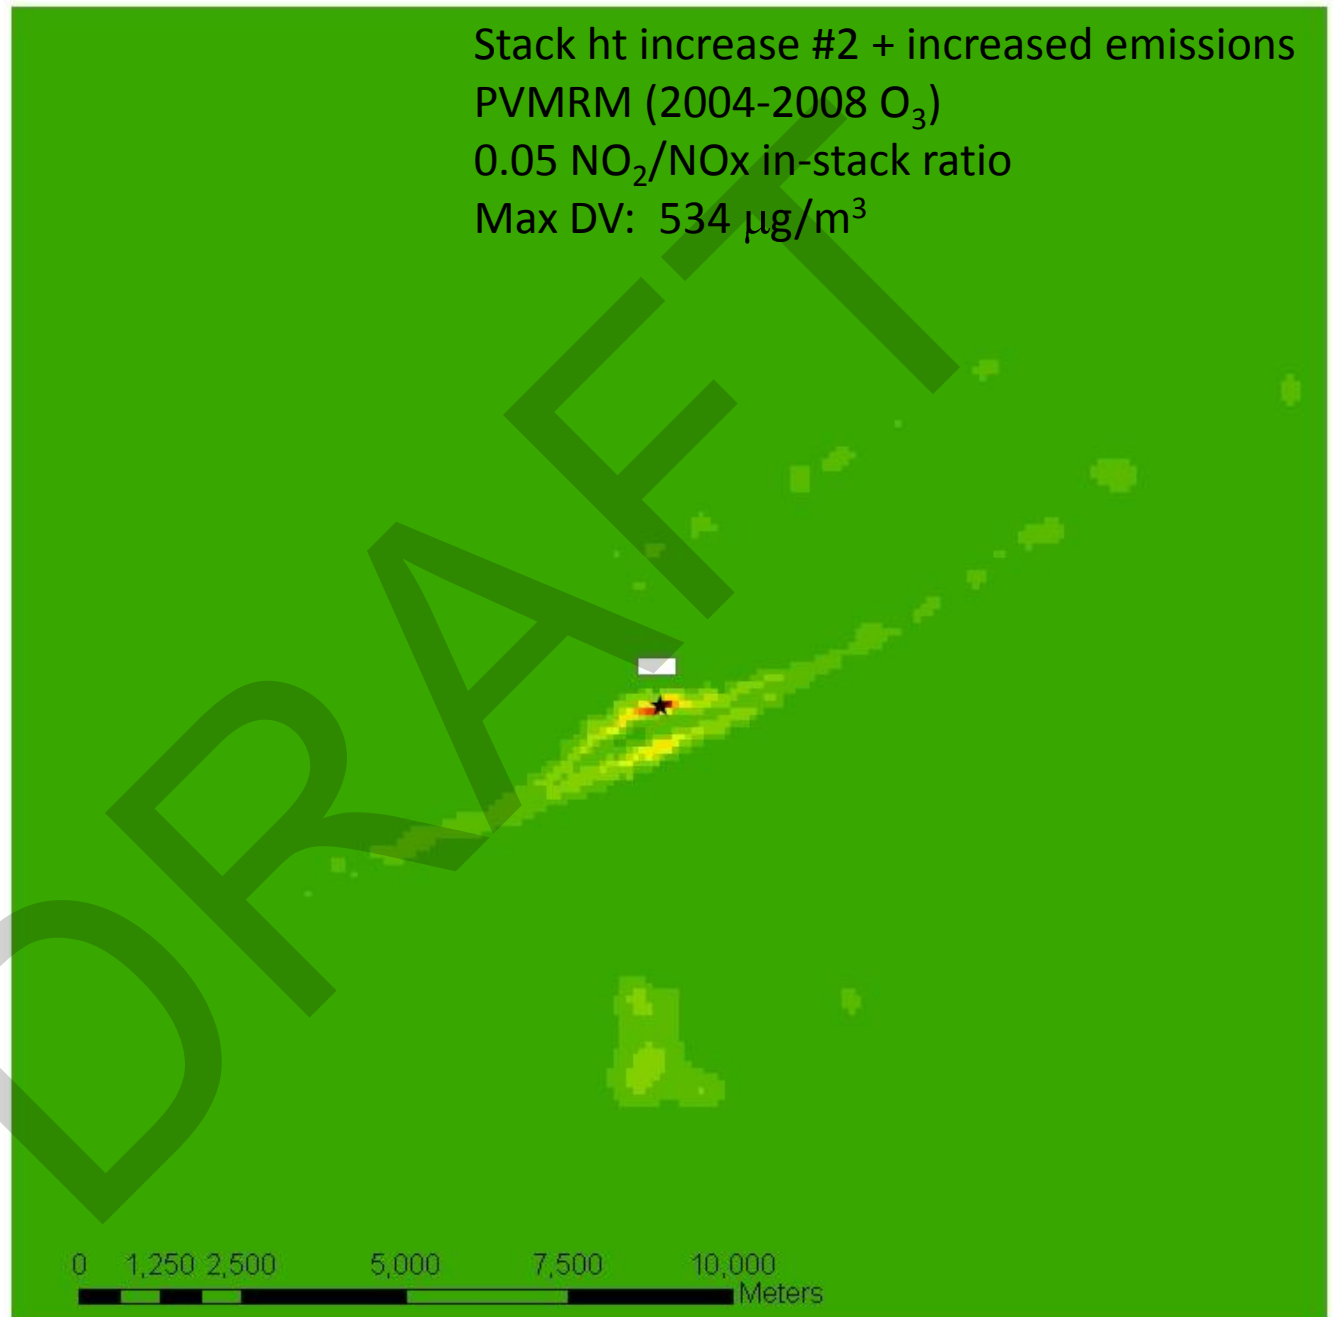 Stack ht increase #2 + increased emissions
PVMRM (2004-2008 O₃)
0.05 NO₂/NOx in-stack ratio
Max DV: 534 μg/m³
DRAFT
0 1,250 2,500 5,000 7,500 10,000
Meters